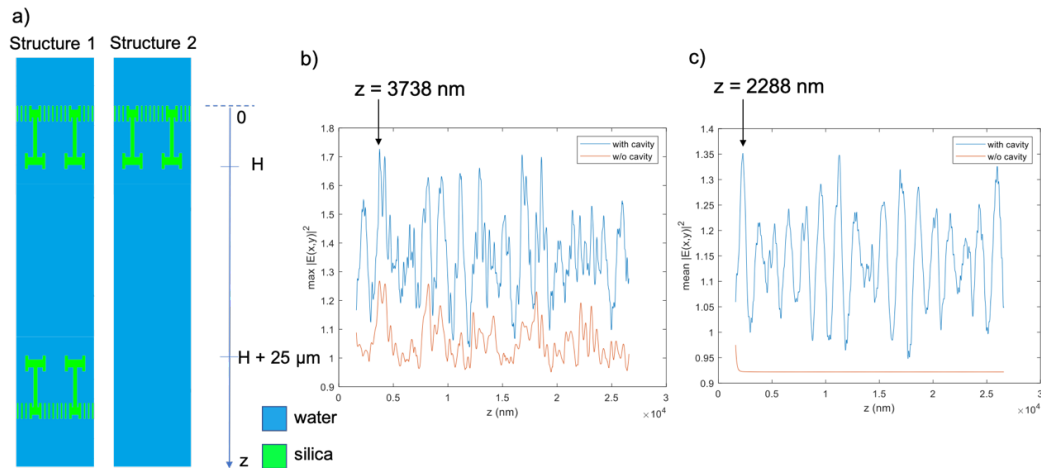 a)
Structure 1
Structure 2
0
H
H + 25 μm
z
water
silica
b)
z = 3738 nm
1.8
1.7
1.6
1.5
1.4
1.3
1.2
1.1
1
0.9
max |E(x,y)|²
with cavity
w/o cavity
0
0.5
1
1.5
2
2.5
3
z (nm)
×10⁴
c)
z = 2288 nm
1.4
1.35
1.3
1.25
1.2
1.15
1.1
1.05
1
0.95
0.9
mean |E(x,y)|²
with cavity
w/o cavity
0
0.5
1
1.5
2
2.5
3
z (nm)
×10⁴